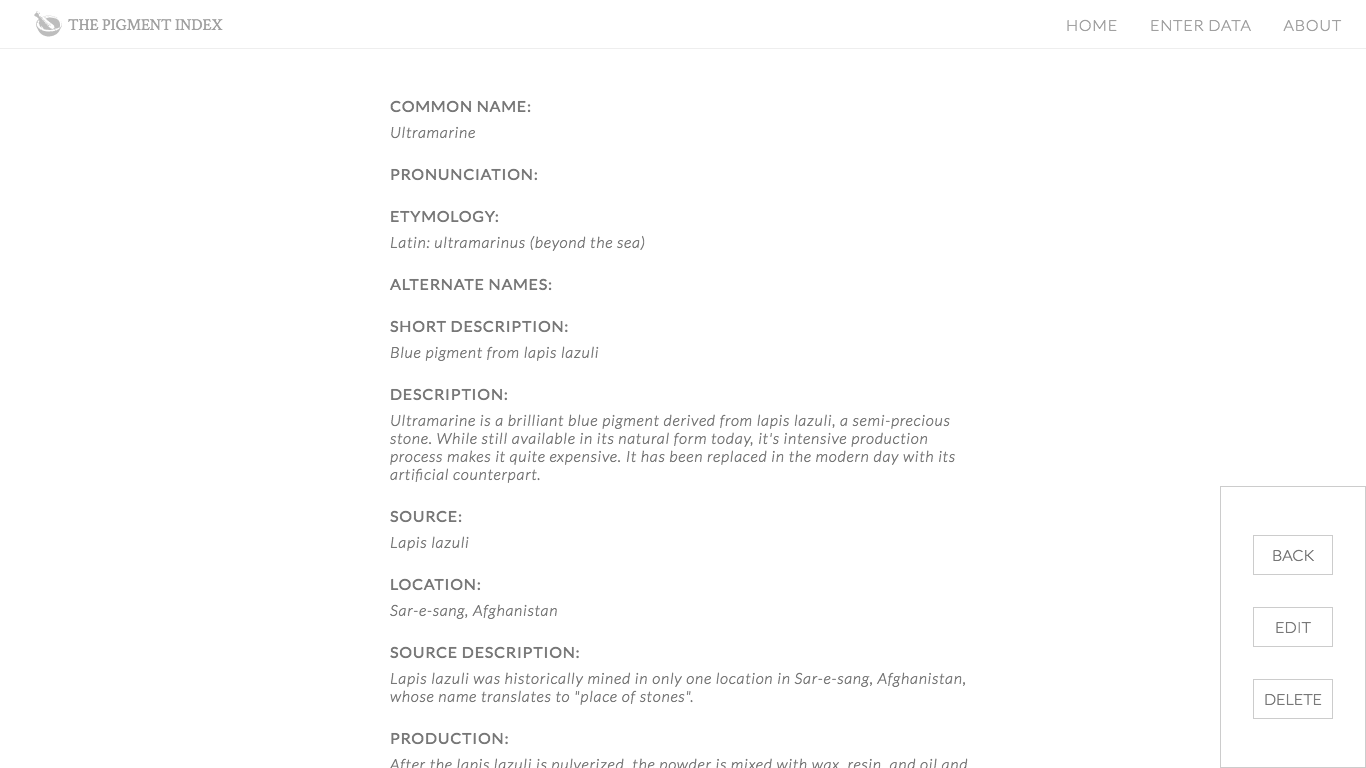 THE PIGMENT INDEX
HOME ENTER DATA ABOUT
COMMON NAME:
Ultramarine
PRONUNCIATION:
ETYMOLOGY:
Latin: ultramarinus (beyond the sea)
ALTERNATE NAMES:
SHORT DESCRIPTION:
Blue pigment from lapis lazuli
DESCRIPTION:
Ultramarine is a brilliant blue pigment derived from lapis lazuli, a semi-precious
stone. While still available in its natural form today, it's intensive production
process makes it quite expensive. It has been replaced in the modern day with its
artificial counterpart.
SOURCE:
Lapis lazuli
LOCATION:
Sar-e-sang, Afghanistan
SOURCE DESCRIPTION:
Lapis lazuli was historically mined in only one location in Sar-e-sang, Afghanistan,
whose name translates to "place of stones".
PRODUCTION:
After the lapis lazuli is pulverized, the powder is mixed with wax, resin, and oil and
BACK
EDIT
DELETE